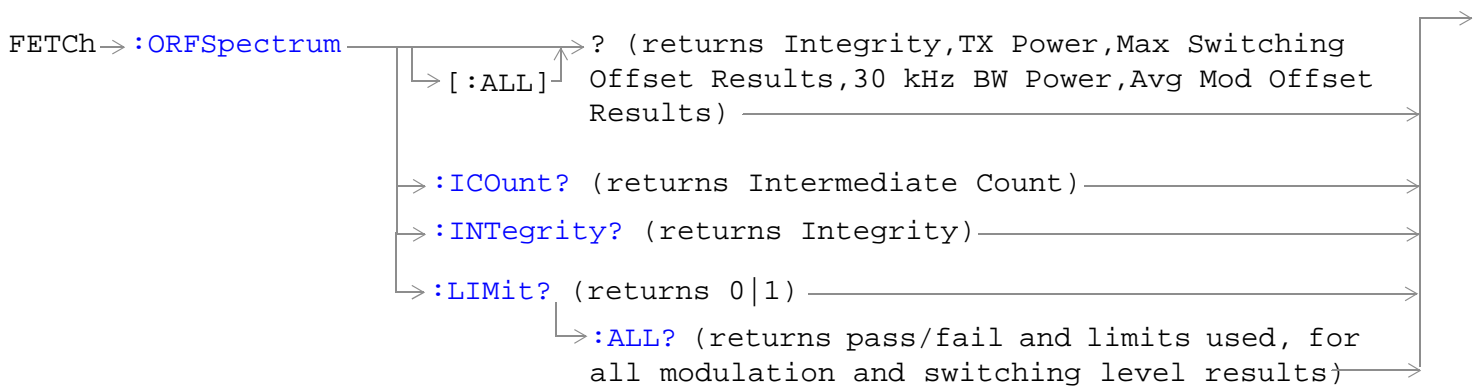 FETCh :ORFSpectrum ? (returns Integrity,TX Power,Max Switching
[:ALL] Offset Results,30 kHz BW Power,Avg Mod Offset
Results)
:ICOunt? (returns Intermediate Count)
:INTegrity? (returns Integrity)
:LIMit? (returns 0|1)
:ALL? (returns pass/fail and limits used, for
all modulation and switching level results)